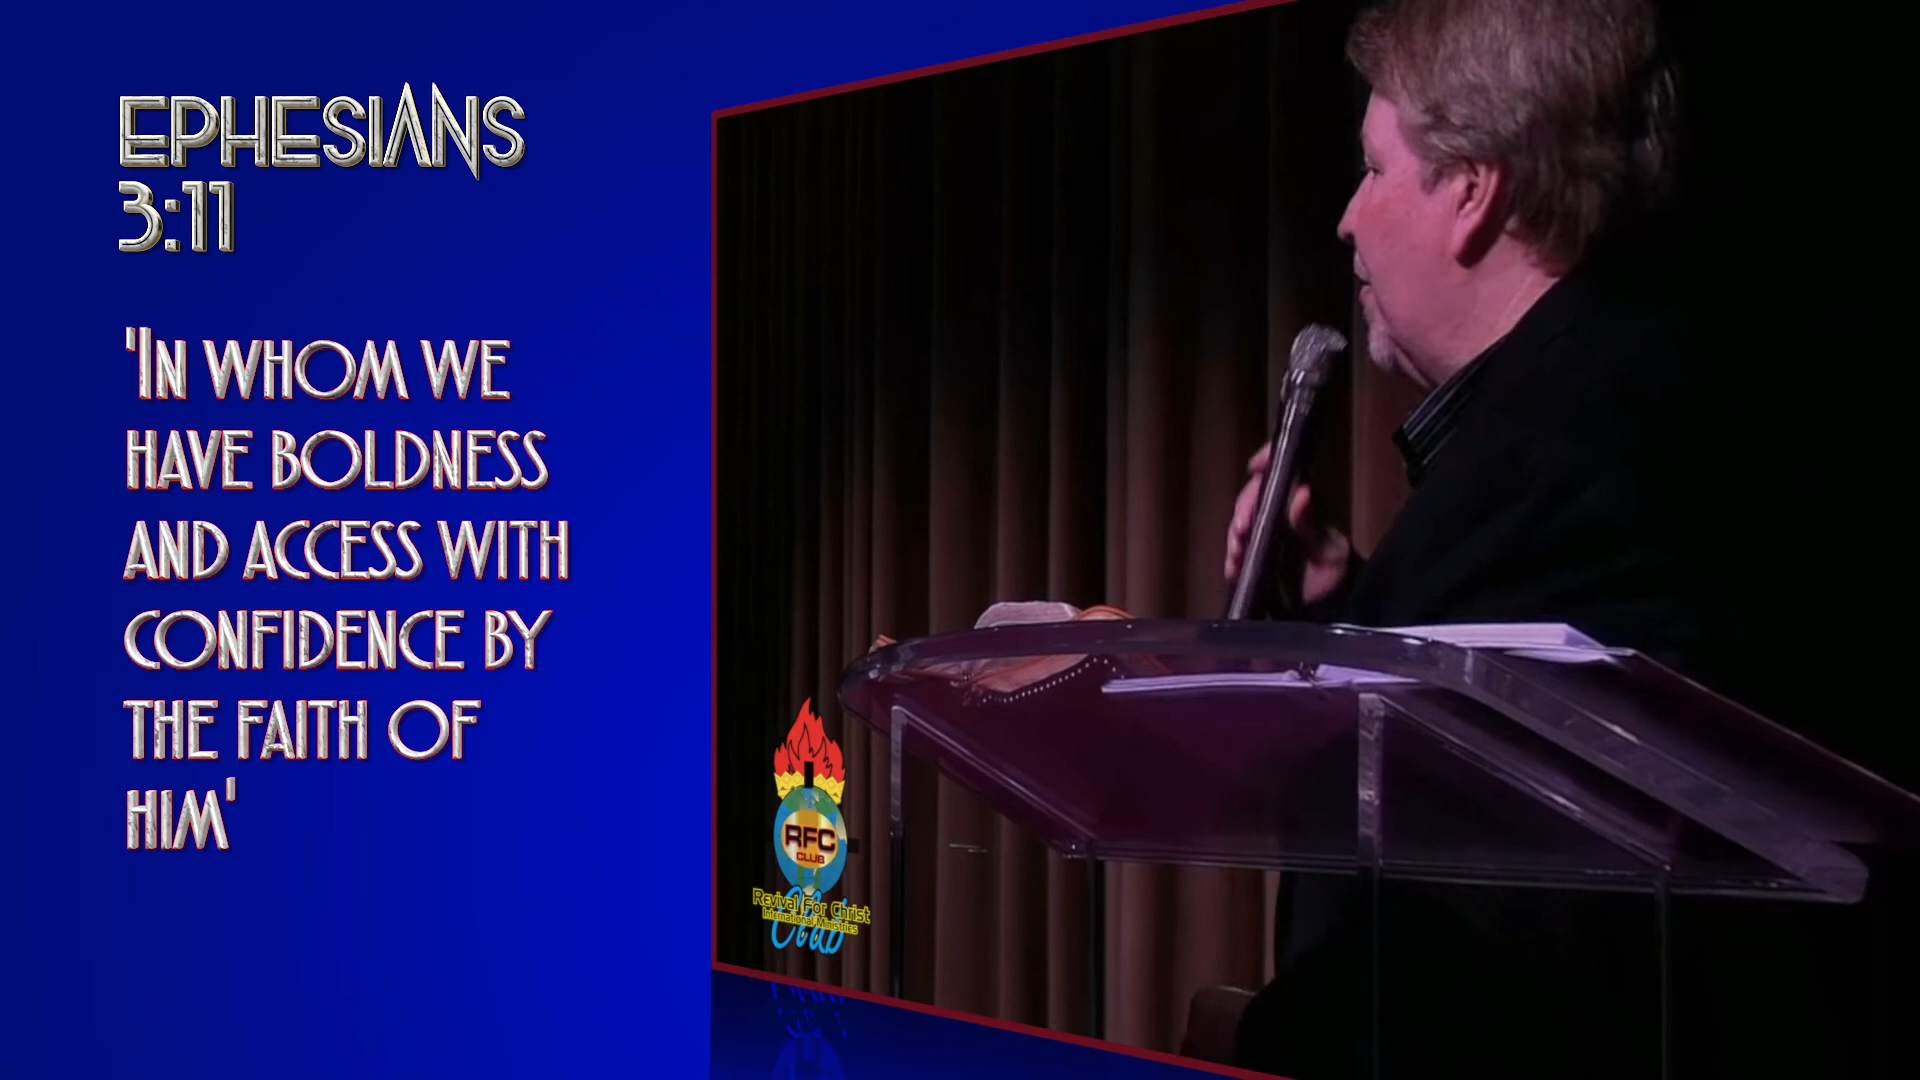 EPHESIANS
3:11
'IN WHOM WE
HAVE BOLDNESS
AND ACCESS WITH
CONFIDENCE BY
THE FAITH OF
HIM'
RFC
CLUB
Revival For Christ
International Ministries
Club